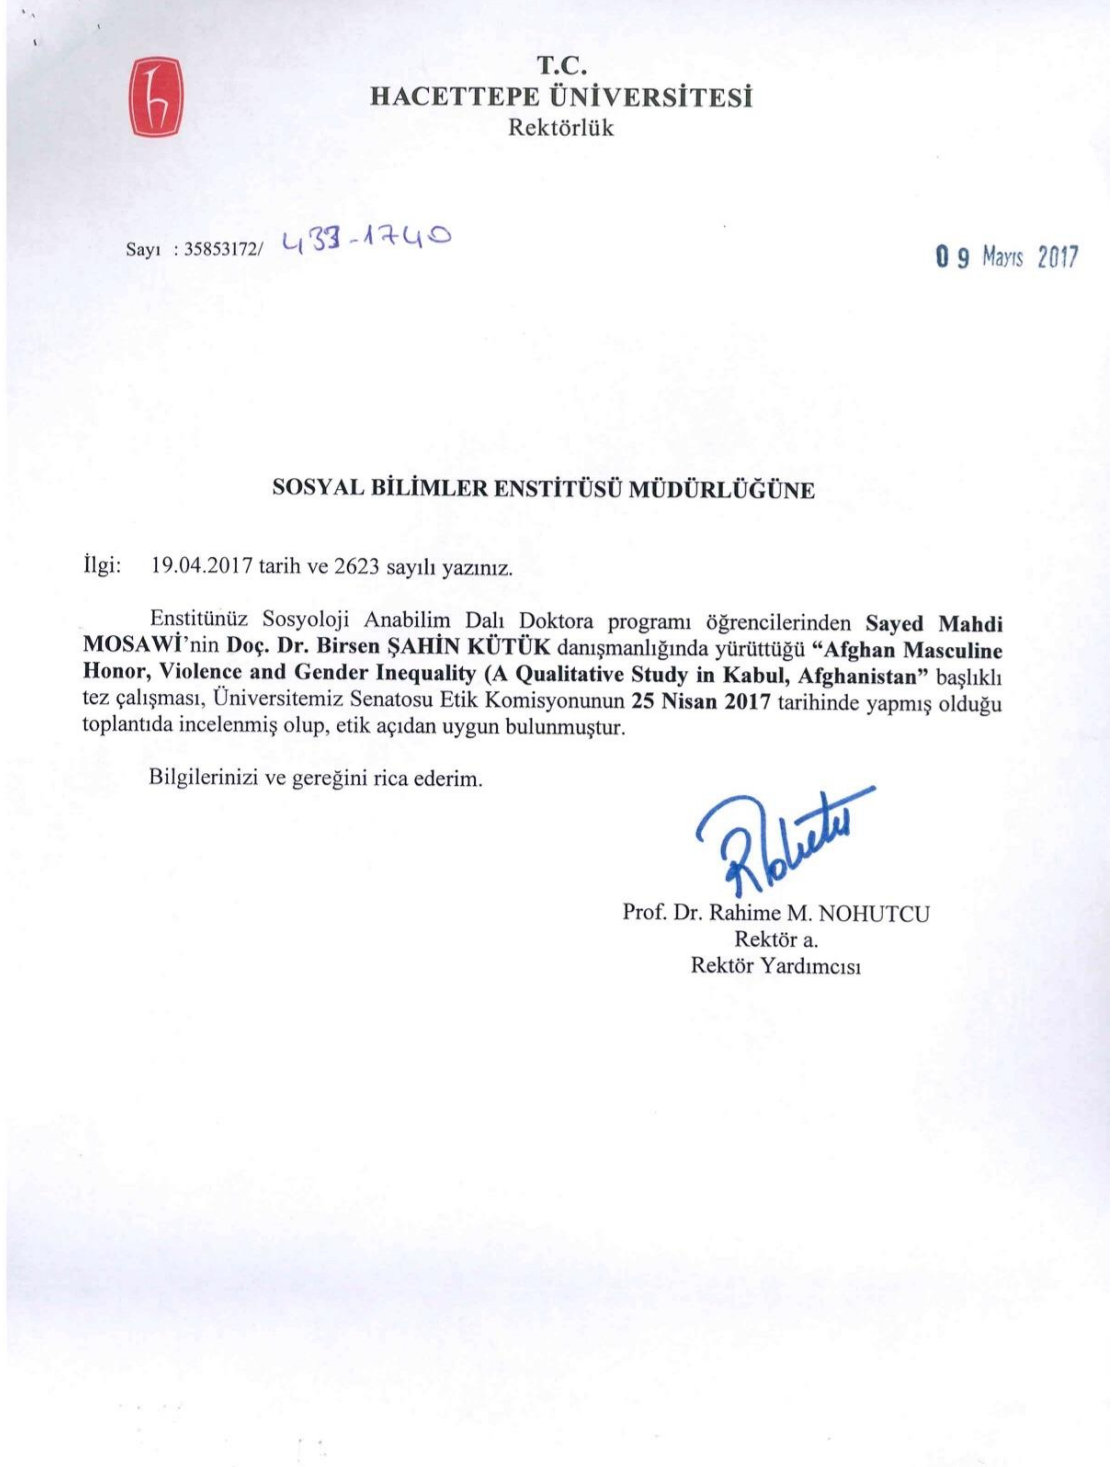 T.C.
HACETTEPE ÜNİVERSİTESİ
Rektörlük
Sayı : 35853172/ 433-1740
09 Mayıs 2017
SOSYAL BİLİMLER ENSTİTÜSÜ MÜDÜRLÜĞÜNE
İlgi: 19.04.2017 tarih ve 2623 sayılı yazınız.
Enstitünüz Sosyoloji Anabilim Dalı Doktora programı öğrencilerinden Sayed Mahdi
MOSAWİ’nin Doç. Dr. Birsen ŞAHİN KÜTÜK danışmanlığında yürüttüğü “Afghan Masculine
Honor, Violence and Gender Inequality (A Qualitative Study in Kabul, Afghanistan” başlıklı
tez çalışması, Üniversitemiz Senatosu Etik Komisyonunun 25 Nisan 2017 tarihinde yapmış olduğu
toplantıda incelenmiş olup, etik açıdan uygun bulunmuştur.
Bilgilerinizi ve gereğini rica ederim.
Prof. Dr. Rahime M. NOHUTCU
Rektör a.
Rektör Yardımcısı